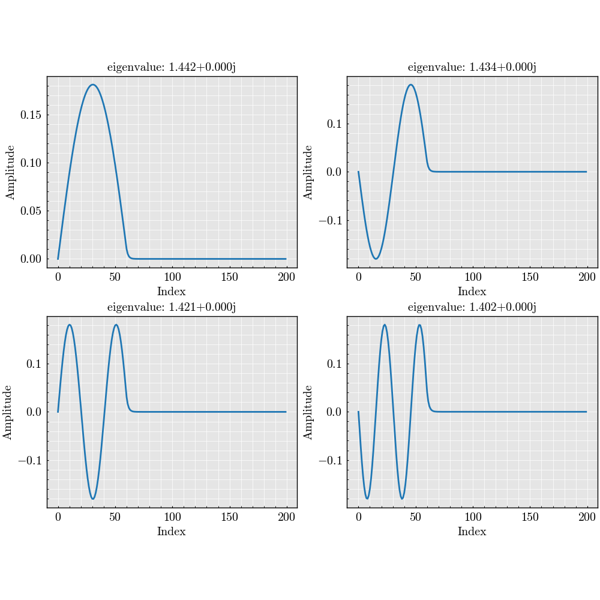 eigenvalue: 1.442+0.000j
Amplitude
0.15
0.10
0.05
0.00
0 50 100 150 200
Index
eigenvalue: 1.434+0.000j
Amplitude
0.1
0.0
−0.1
0 50 100 150 200
Index
eigenvalue: 1.421+0.000j
Amplitude
0.1
0.0
−0.1
0 50 100 150 200
Index
eigenvalue: 1.402+0.000j
Amplitude
0.1
0.0
−0.1
0 50 100 150 200
Index